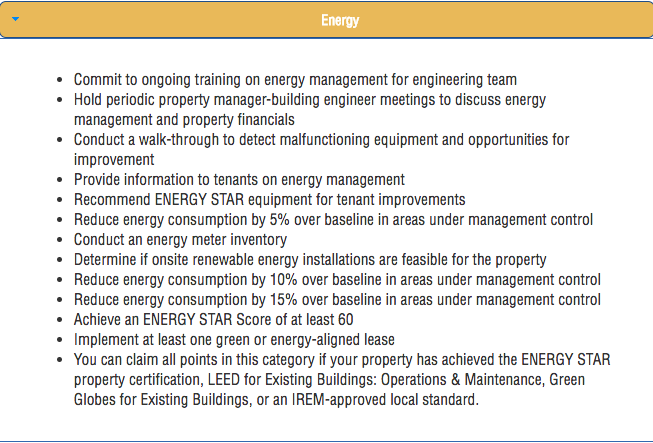 Energy
• Commit to ongoing training on energy management for engineering team
• Hold periodic property manager-building engineer meetings to discuss energy
management and property financials
• Conduct a walk-through to detect malfunctioning equipment and opportunities for
improvement
• Provide information to tenants on energy management
• Recommend ENERGY STAR equipment for tenant improvements
• Reduce energy consumption by 5% over baseline in areas under management control
• Conduct an energy meter inventory
• Determine if onsite renewable energy installations are feasible for the property
• Reduce energy consumption by 10% over baseline in areas under management control
• Reduce energy consumption by 15% over baseline in areas under management control
• Achieve an ENERGY STAR Score of at least 60
• Implement at least one green or energy-aligned lease
• You can claim all points in this category if your property has achieved the ENERGY STAR
property certification, LEED for Existing Buildings: Operations & Maintenance, Green
Globes for Existing Buildings, or an IREM-approved local standard.